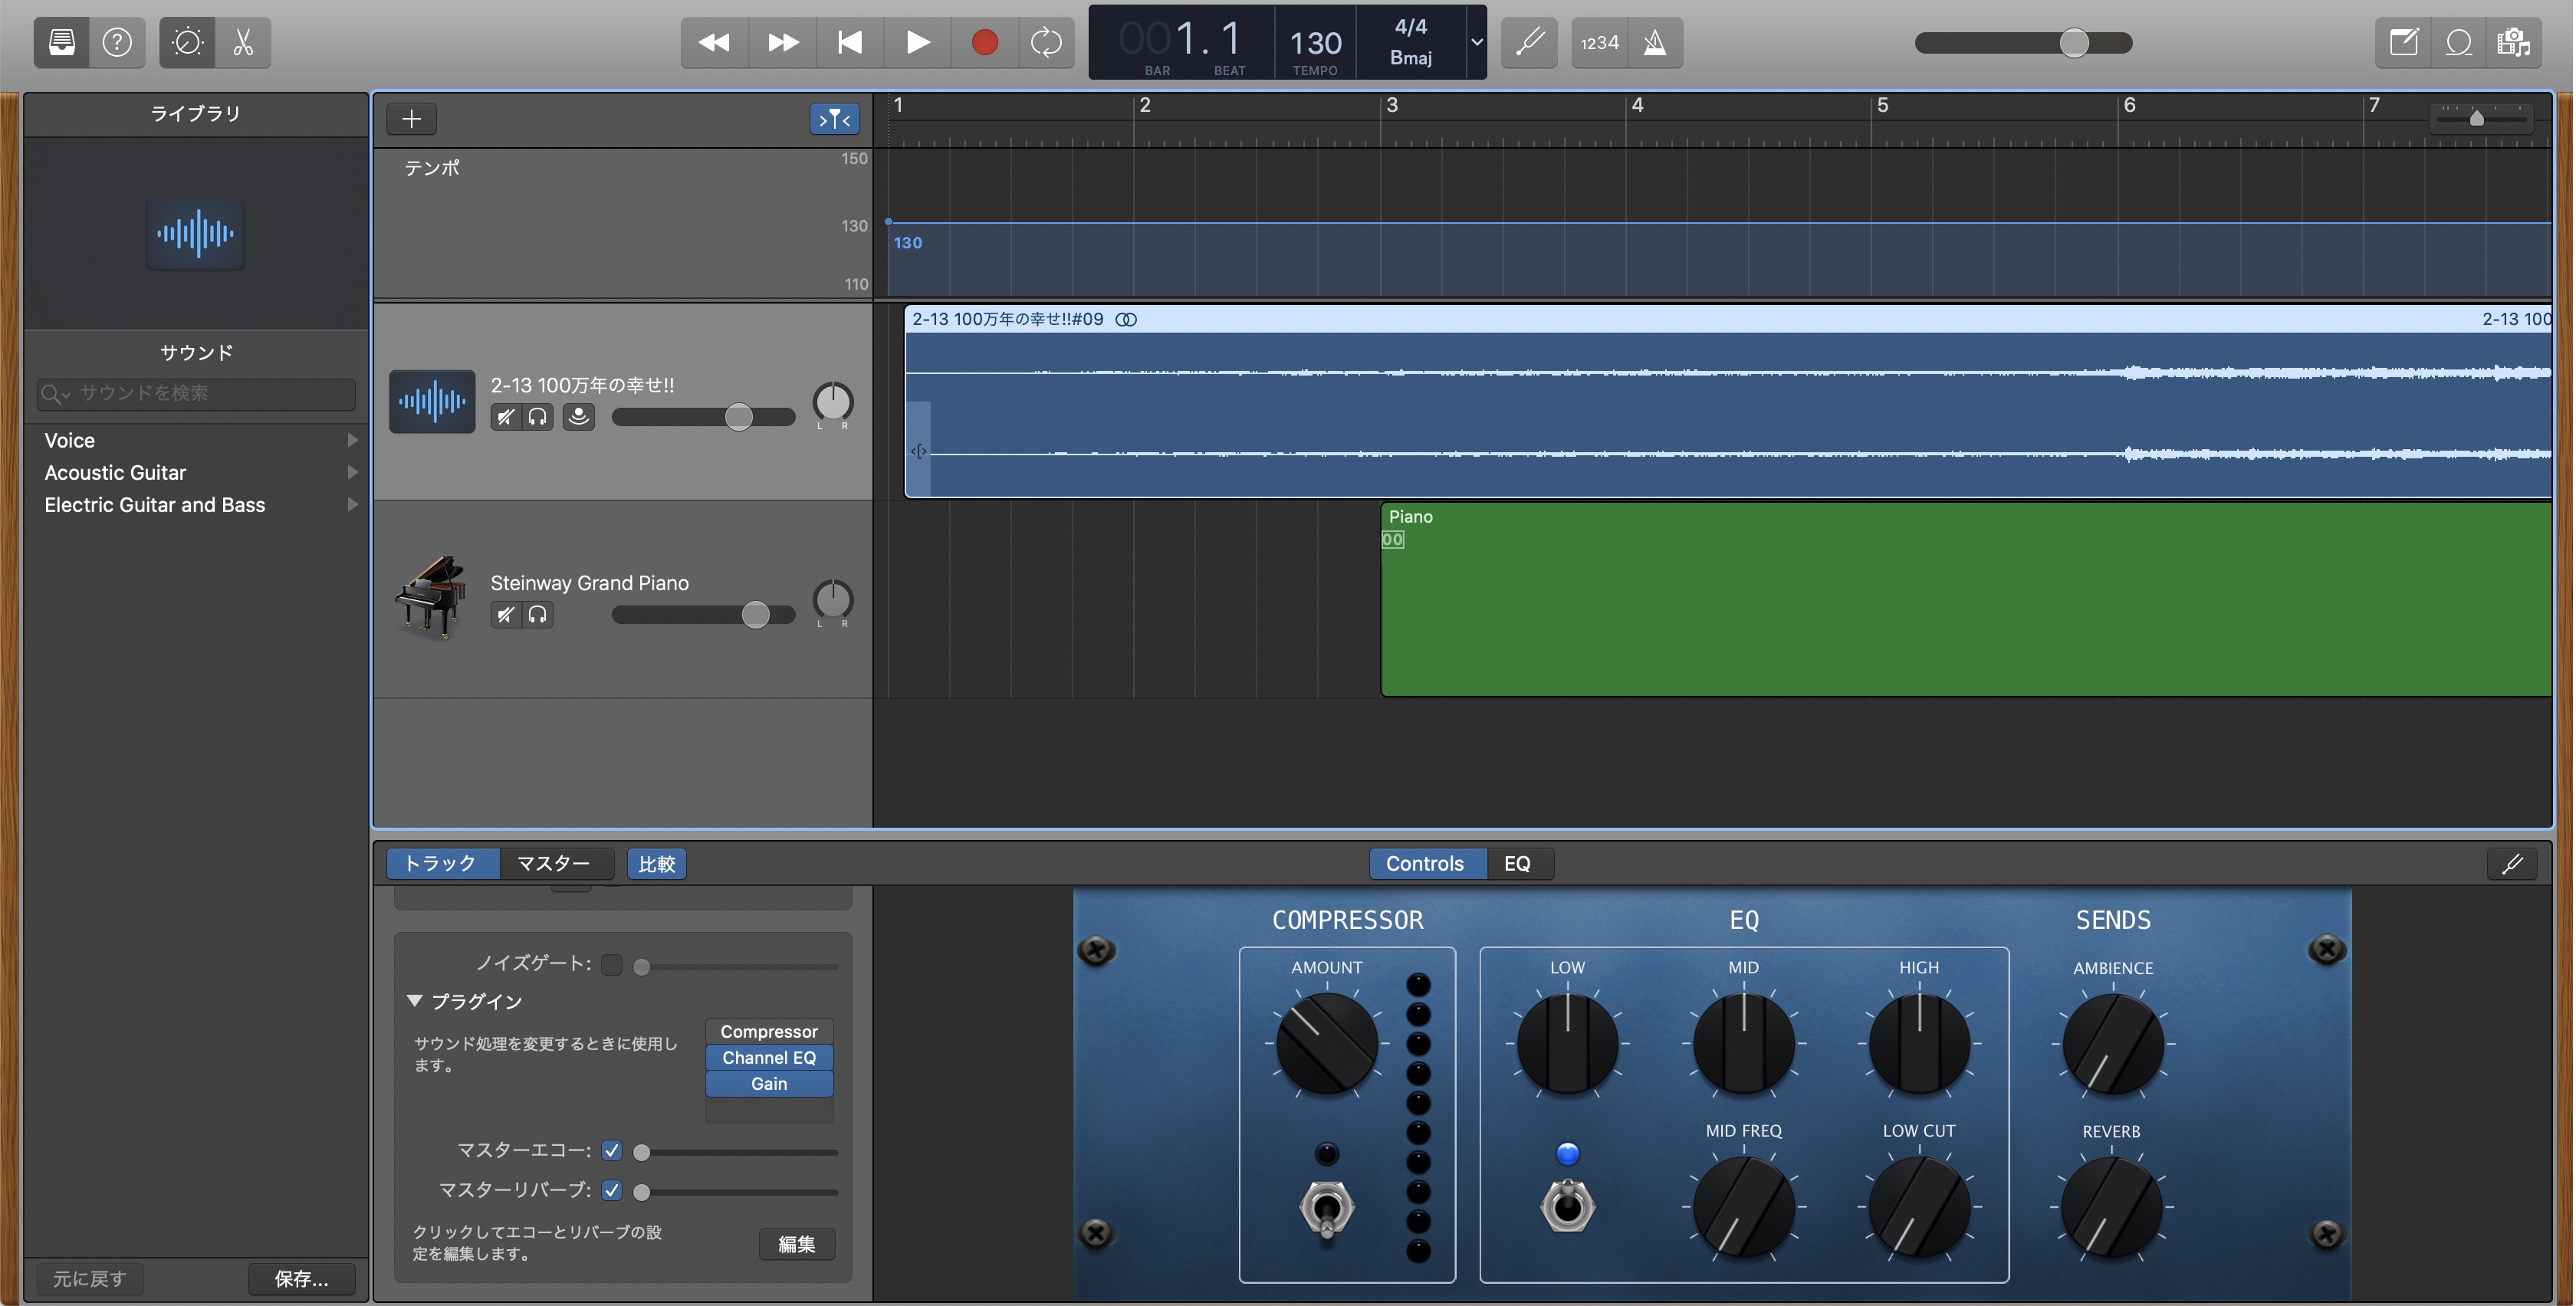 1234
001. 1
BAR
BEAT
130
TEMPO
4/4
Bmaj
ライブラリ
サウンド
サウンドを検索
Voice
Acoustic Guitar
Electric Guitar and Bass
元に戻す
保存...
1
2
3
4
5
6
7
テンポ
150
130
110
130
2-13 100万年の幸せ!!
L R
2-13 100万年の幸せ!!#09
2-13 100
Steinway Grand Piano
L R
Piano
トラック
マスター
比較
Controls
EQ
ノイズゲート:
プラグイン
サウンド処理を変更するときに使用し
ます。
Compressor
Channel EQ
Gain
マスターエコー:
マスターリバーブ:
クリックしてエコーとリバーブの設
定を編集します。
編集
COMPRESSOR
EQ
SENDS
AMOUNT
LOW
MID
HIGH
AMBIENCE
MID FREQ
LOW CUT
REVERB